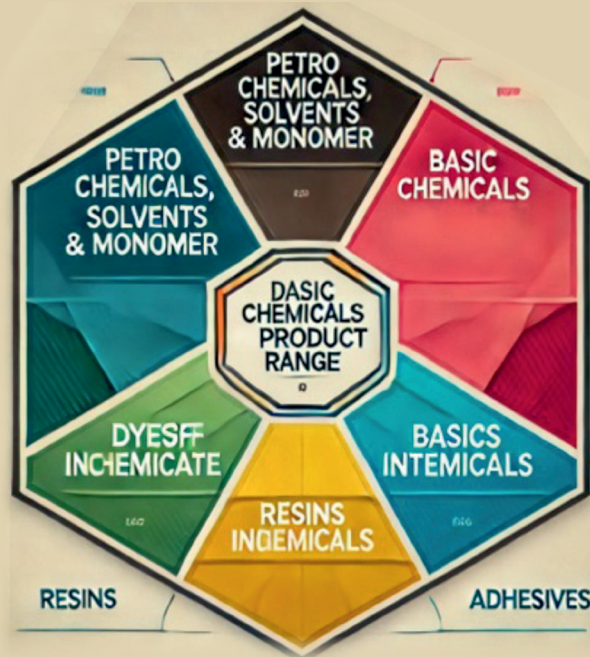 PETRO
CHEMICALS,
SOLVENTS
& MONOMER
PETRO
CHEMICALS,
SOLVENTS
& MONOMER
BASIC
CHEMICALS
DASIC
CHEMICALS
PRODUCT
RANGE
DYESFF
INCHEMICATE
BASICS
INTEMICALS
RESINS
INGEMICALS
RESINS
ADHESIVES